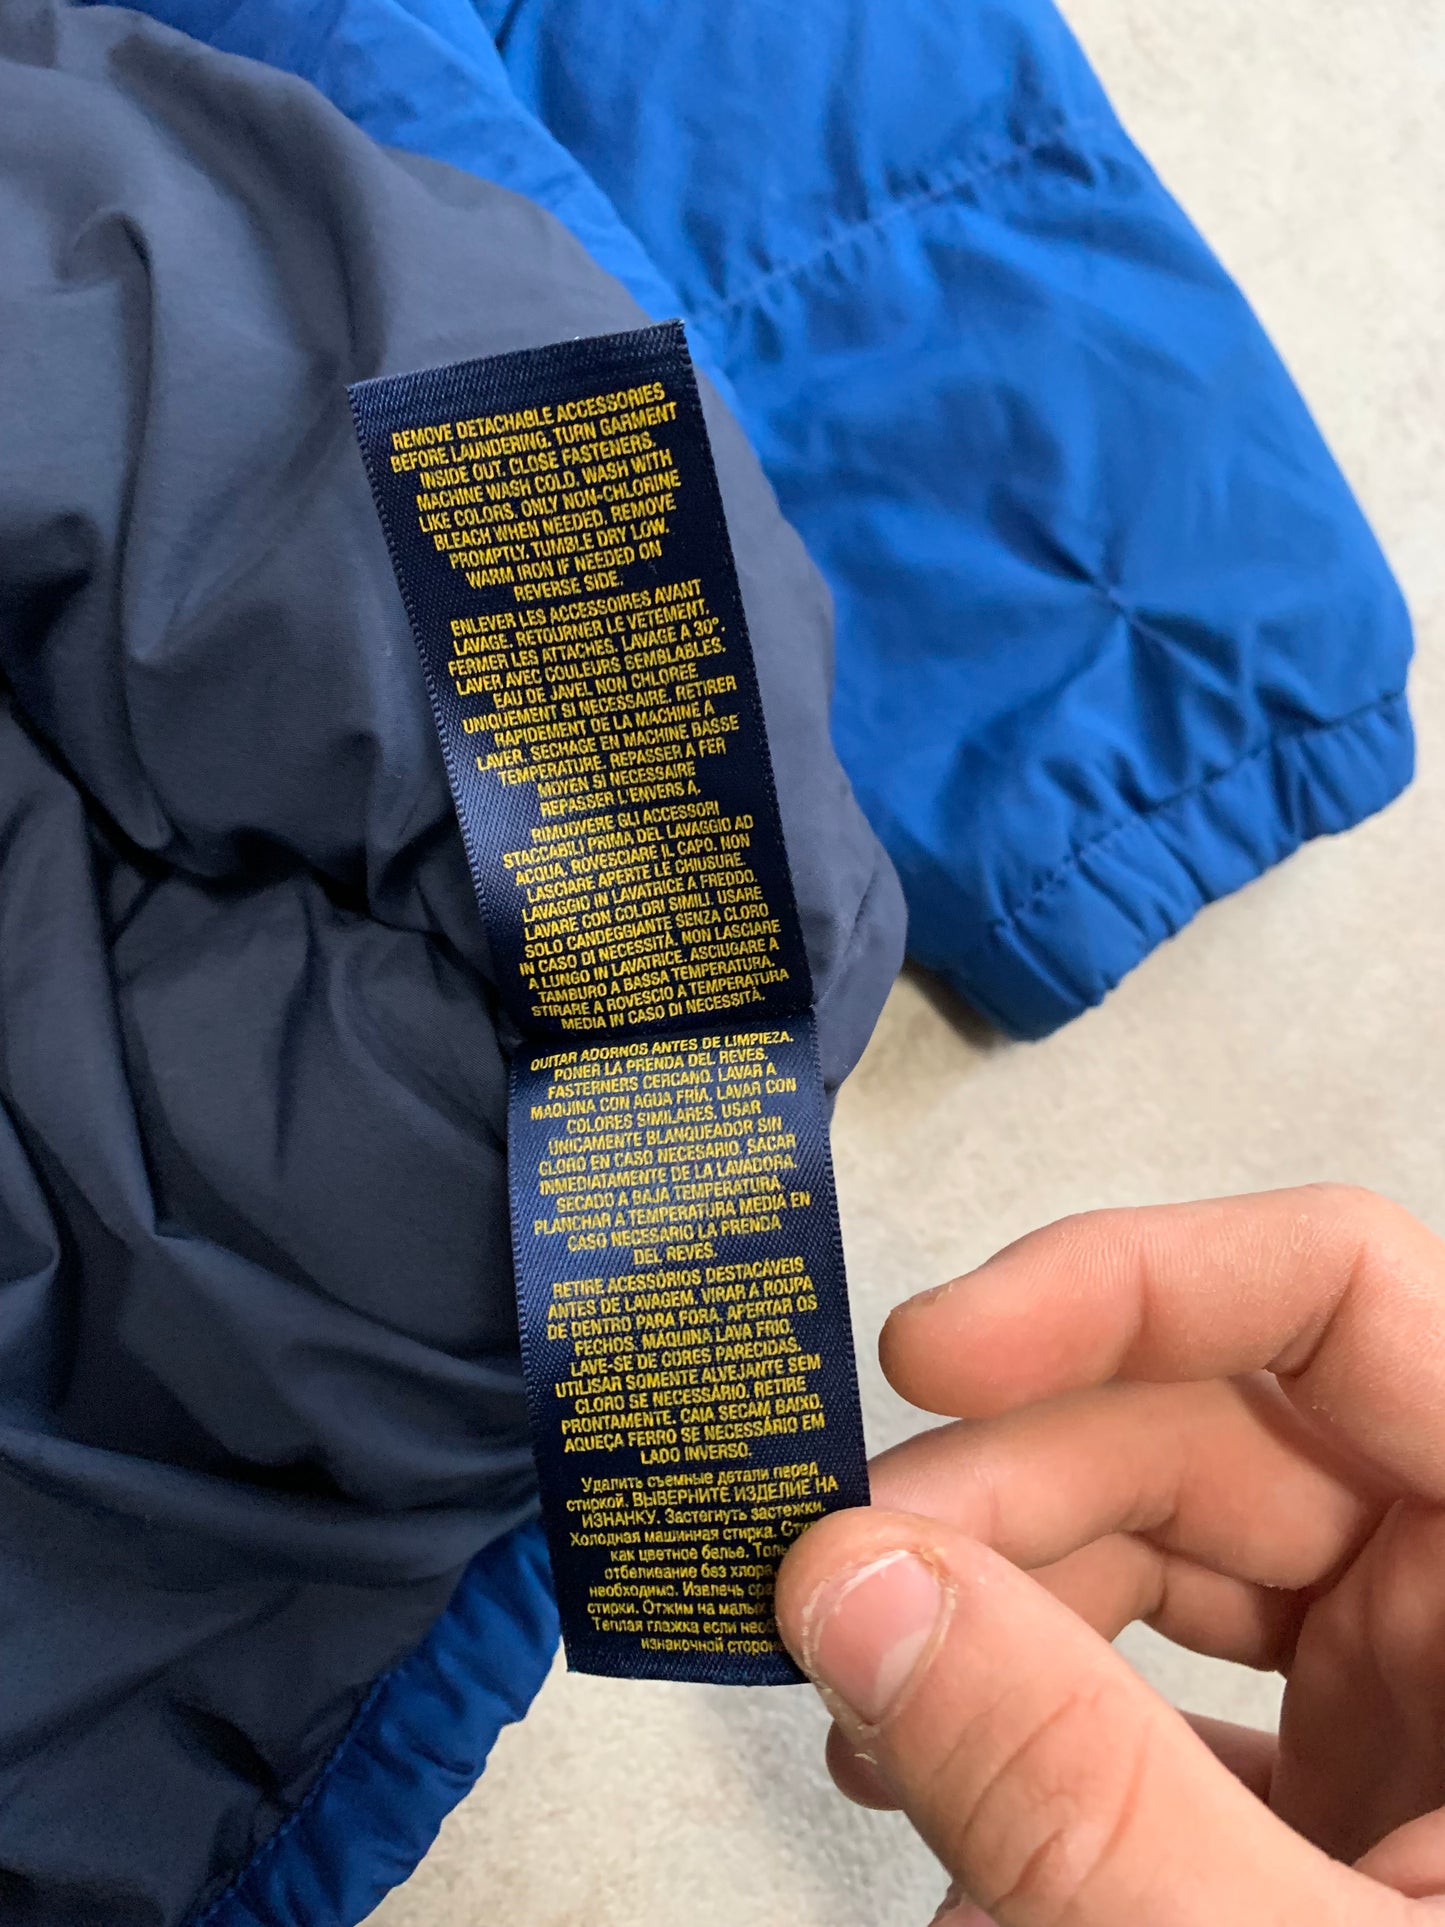 REMOVE DETACHABLE ACCESSORIES
BEFORE LAUNDERING. TURN GARMENT
INSIDE OUT. CLOSE FASTENERS.
MACHINE WASH COLD. WASH WITH
LIKE COLORS. ONLY NON-CHLORINE
BLEACH WHEN NEEDED. REMOVE
PROMPTLY. TUMBLE DRY LOW.
WARM IRON IF NEEDED ON
REVERSE SIDE.
ENLEVER LES ACCESSOIRES AVANT
LAVAGE. RETOURNER LE VETEMENT.
FERMER LES ATTACHES. LAVAGE A 30°.
LAVER AVEC COULEURS SEMBLABLES.
EAU DE JAVEL NON CHLOREE
UNIQUEMENT SI NECESSAIRE. RETIRER
RAPIDEMENT DE LA MACHINE A
LAVER. SECHAGE EN MACHINE BASSE
TEMPERATURE. REPASSER A FER
MOYEN SI NECESSAIRE
REPASSER L'ENVERS A.
RIMUOVERE GLI ACCESSORI
STACCABILI PRIMA DEL LAVAGGIO AD
ACQUA. ROVESCIARE IL CAPO. NON
LASCIARE APERTE LE CHIUSURE.
LAVAGGIO IN LAVATRICE A FREDDO.
LAVARE CON COLORI SIMILI. USARE
SOLO CANDEGGIANTE SENZA CLORO
IN CASO DI NECESSITÀ. NON LASCIARE
A LUNGO IN LAVATRICE. ASCIUGARE A
TAMBURO A BASSA TEMPERATURA.
STIRARE A ROVESCIO A TEMPERATURA
MEDIA IN CASO DI NECESSITÀ.
QUITAR ADORNOS ANTES DE LIMPIEZA.
PONER LA PRENDA DEL REVES.
FASTERNERS CERCANO. LAVAR A
MAQUINA CON AGUA FRÍA. LAVAR CON
COLORES SIMILARES. USAR
ÚNICAMENTE BLANQUEADOR SIN
CLORO EN CASO NECESARIO. SACAR
INMEDIATAMENTE DE LA LAVADORA.
SECADO A BAJA TEMPERATURA
PLANCHAR A TEMPERATURA MEDIA EN
CASO NECESARIO LA PRENDA
DEL REVES.
RETIRE ACESSÓRIOS DESTACÁVEIS
ANTES DE LAVAGEM. VIRAR A ROUPA
DE DENTRO PARA FORA. APERTAR OS
FECHOS. MÁQUINA LAVA FRIO.
LAVE-SE DE CORES PARECIDAS.
UTILISAR SOMENTE ALVEJANTE SEM
CLORO SE NECESSÁRIO. RETIRE
PRONTAMENTE. CAIA SECAM BAIXO.
AQUEÇA FERRO SE NECESSÁRIO EM
LADO INVERSO.
Удалить съемные детали перед
стиркой. ВЫВЕРНИТЕ ИЗДЕЛИЕ НА
ИЗНАНКУ. Застегнуть застежки.
Холодная машинная стирка.
как цветное белье.
отбеливание без хлора,
необходимо. Извлечь
стирки. Отжим на малых
Теплая глажка если
изнаночной